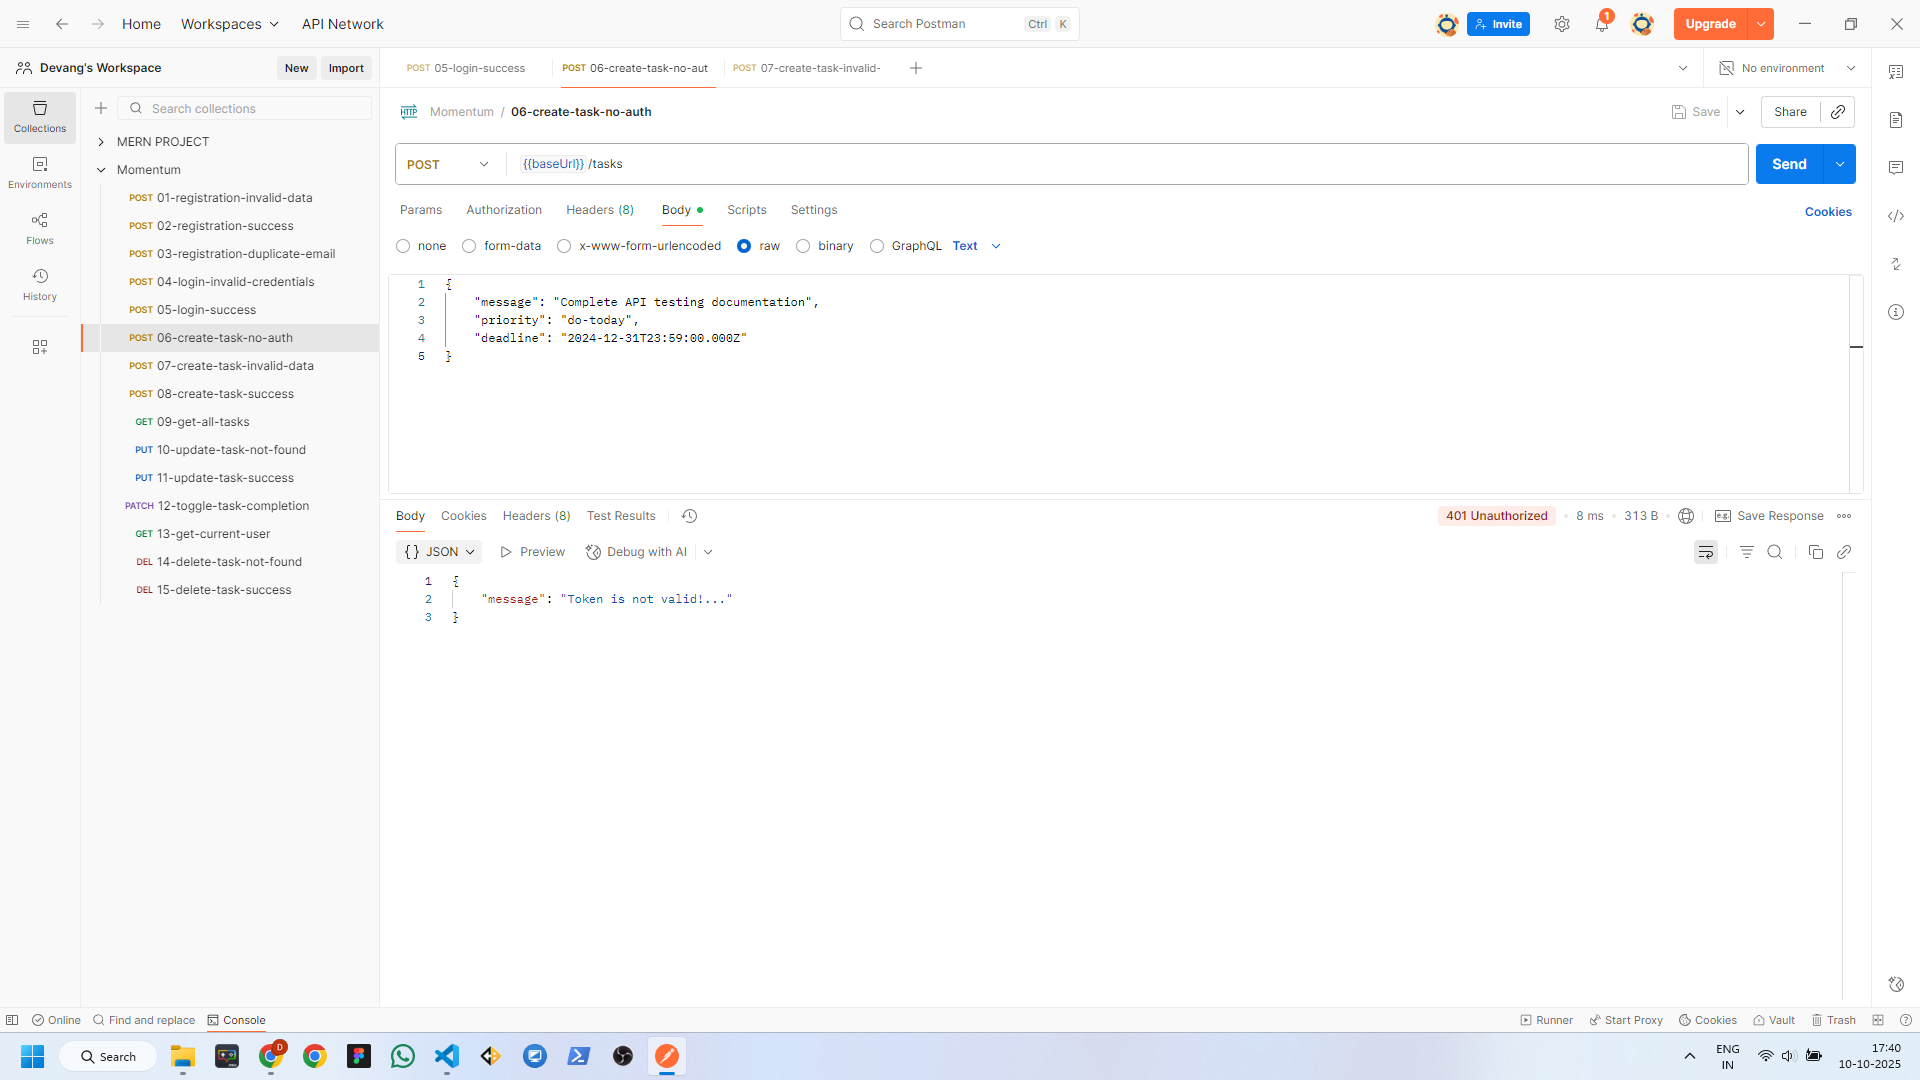 Home
Workspaces
API Network
Search Postman
Ctrl
K
Invite
1
Upgrade
Devang's Workspace
New
Import
POST 05-login-success
POST 06-create-task-no-aut
POST 07-create-task-invalid-
No environment
Collections
Environments
Flows
History
Search collections
MERN PROJECT
Momentum
POST 01-registration-invalid-data
POST 02-registration-success
POST 03-registration-duplicate-email
POST 04-login-invalid-credentials
POST 05-login-success
POST 06-create-task-no-auth
POST 07-create-task-invalid-data
POST 08-create-task-success
GET 09-get-all-tasks
PUT 10-update-task-not-found
PUT 11-update-task-success
PATCH 12-toggle-task-completion
GET 13-get-current-user
DEL 14-delete-task-not-found
DEL 15-delete-task-success
HTTP Momentum / 06-create-task-no-auth
Save
Share
POST
{{baseUrl}} /tasks
Send
Params
Authorization
Headers (8)
Body
Scripts
Settings
Cookies
none
form-data
x-www-form-urlencoded
raw
binary
GraphQL
Text
1 {
2 "message": "Complete API testing documentation",
3 "priority": "do-today",
4 "deadline": "2024-12-31T23:59:00.000Z"
5 }
Body
Cookies
Headers (8)
Test Results
401 Unauthorized
8 ms
313 B
e.g. Save Response
{} JSON
Preview
Debug with AI
1 {
2 "message": "Token is not valid!..."
3 }
Online
Find and replace
Console
Runner
Start Proxy
Cookies
Vault
Trash
Search
D
ENG
IN
17:40
10-10-2025